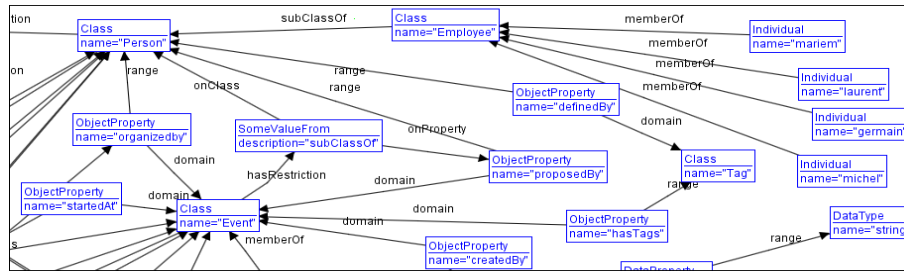 tion
subClassOf
Class
name="Employee"
memberOf
Class
name="Person"
Individual
name="mariem"
memberOf
on
range
range
memberOf
Individual
name="laurent"
onClass
range
memberOf
ObjectProperty
name="definedBy"
Individual
name="germain"
ObjectProperty
name="organizedby"
SomeValueFrom
description="subClassOf"
onProperty
domain
Class
name="Tag"
ObjectProperty
name="proposedBy"
Individual
name="michel"
domain
hasRestriction
domain
range
ObjectProperty
name="startedAt"
domain
Class
name="Event"
domain
domain
ObjectProperty
name="hasTags"
DataType
name="string
s
memberOf
ObjectProperty
name="createdBy"
range